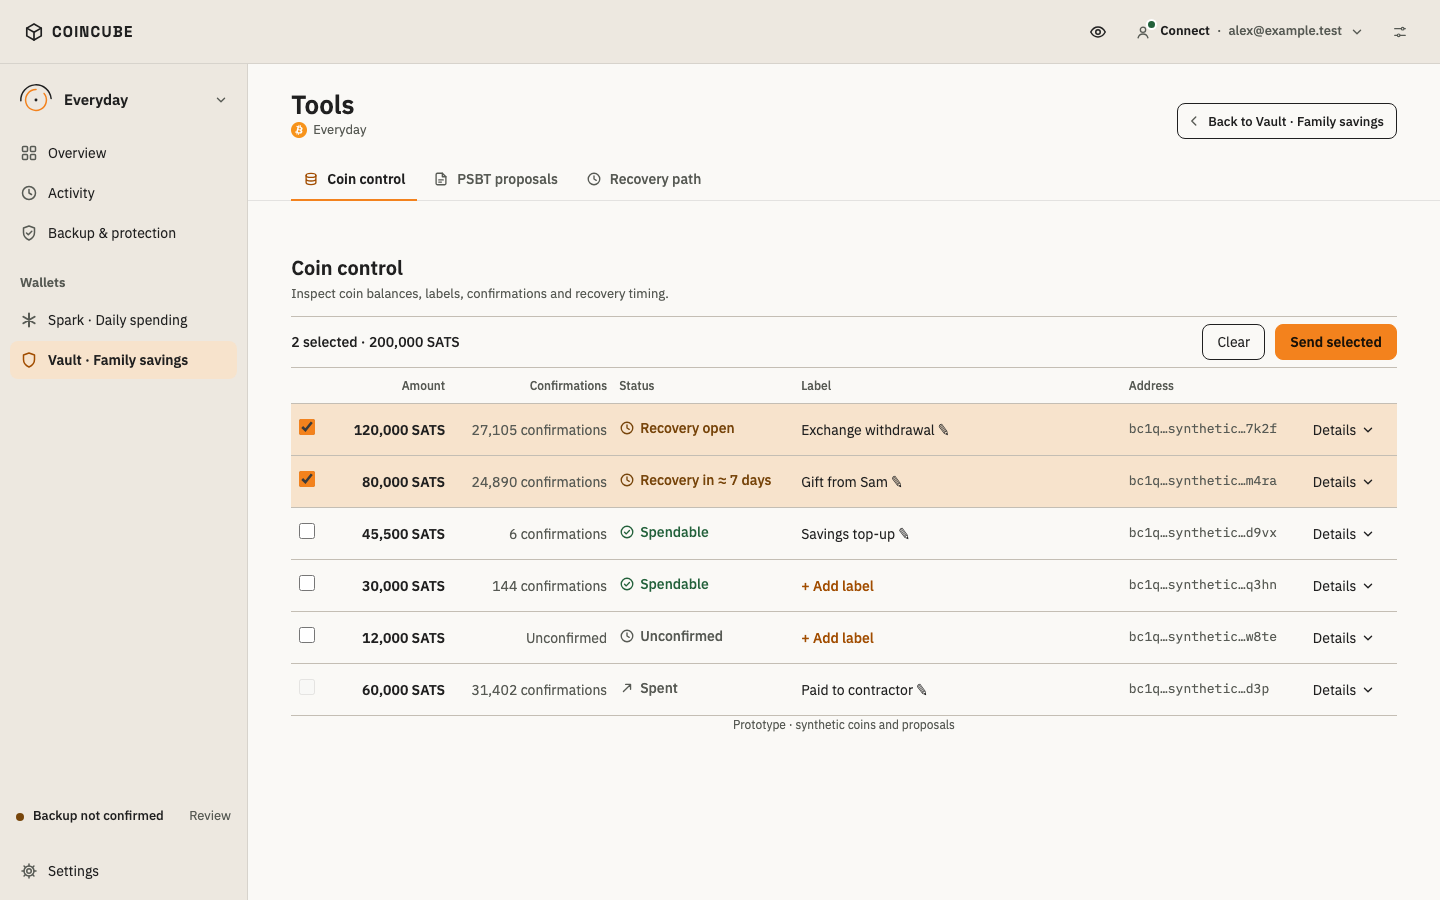 COINCUBE
Connect · alex@example.test
Everyday
Overview
Activity
Backup & protection
Wallets
Spark · Daily spending
Vault · Family savings
Backup not confirmed Review
Settings
Tools
Everyday
Back to Vault · Family savings
Coin control PSBT proposals Recovery path
Coin control
Inspect coin balances, labels, confirmations and recovery timing.
2 selected · 200,000 SATS Clear Send selected
Amount Confirmations Status Label Address
120,000 SATS 27,105 confirmations Recovery open Exchange withdrawal ✎ bc1q…synthetic…7k2f Details
80,000 SATS 24,890 confirmations Recovery in ≈ 7 days Gift from Sam ✎ bc1q…synthetic…m4ra Details
45,500 SATS 6 confirmations Spendable Savings top-up ✎ bc1q…synthetic…d9vx Details
30,000 SATS 144 confirmations Spendable + Add label bc1q…synthetic…q3hn Details
12,000 SATS Unconfirmed Unconfirmed + Add label bc1q…synthetic…w8te Details
60,000 SATS 31,402 confirmations Spent Paid to contractor ✎ bc1q…synthetic…d3p Details
Prototype · synthetic coins and proposals